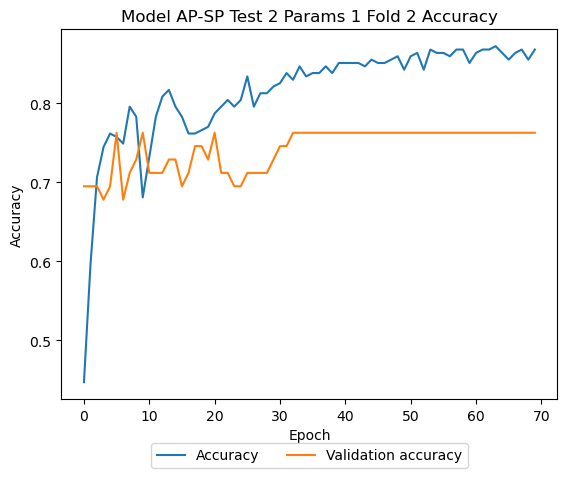 Model AP-SP Test 2 Params 1 Fold 2 Accuracy
Accuracy
0.8
0.7
0.6
0.5
0 10 20 30 40 50 60 70
Epoch
Accuracy Validation accuracy